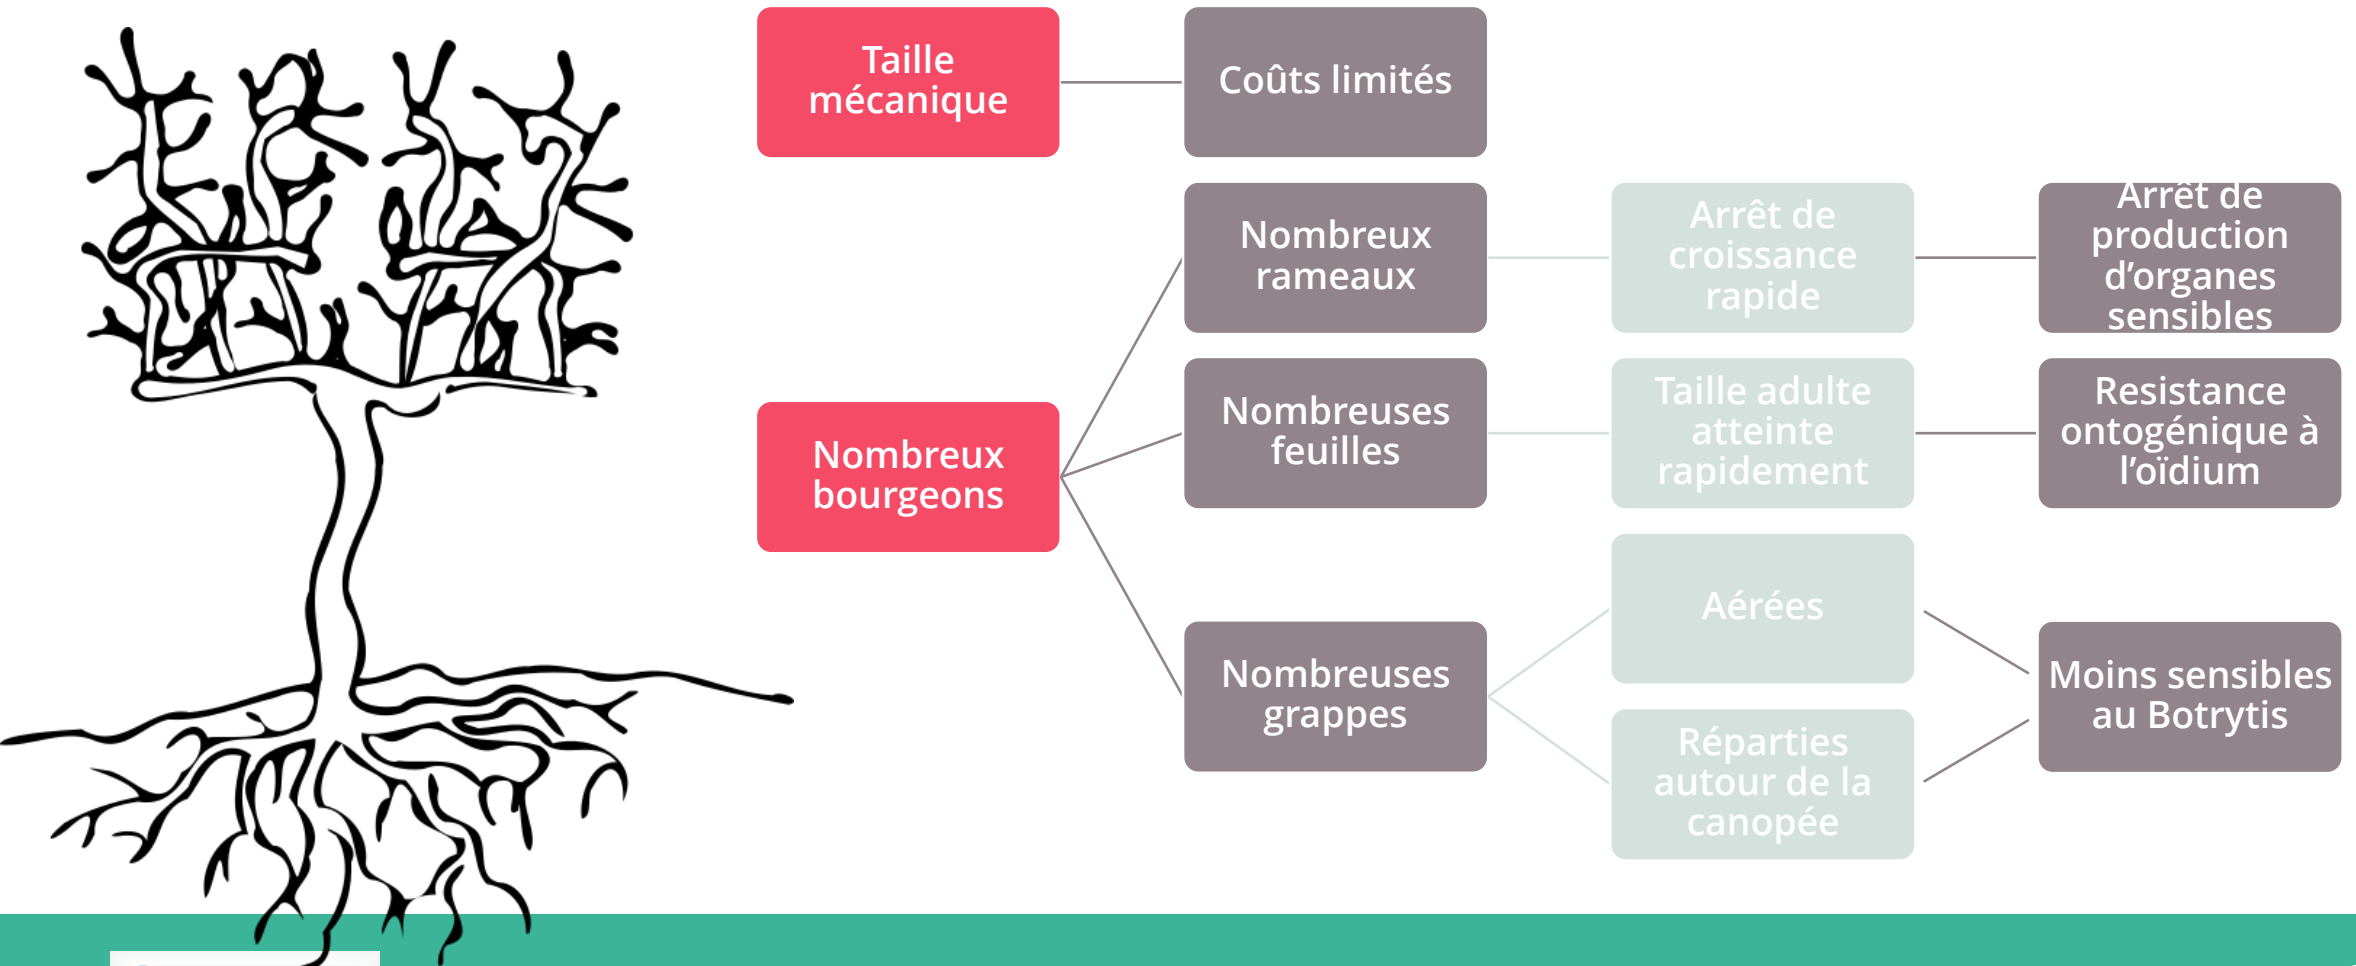 Taille
mécanique
Coûts limités
Nombreux
bourgeons
Nombreux
rameaux
Arrêt de
croissance
rapide
Arrêt de
production
d’organes
sensibles
Nombreuses
feuilles
Taille adulte
atteinte
rapidement
Resistance
ontogénique à
l’oïdium
Nombreuses
grappes
Aérées
Réparties
autour de la
canopée
Moins sensibles
au Botrytis